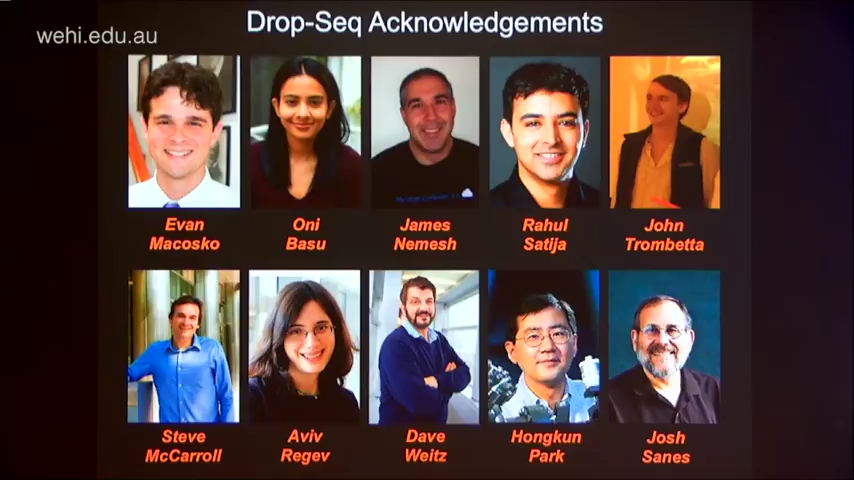 Drop-Seq Acknowledgements
wehi.edu.au
Evan
Macosko
Oni
Basu
James
Nemesh
Rahul
Satija
John
Trombetta
Steve
McCarroll
Aviv
Regev
Dave
Weitz
Hongkun
Park
Josh
Sanes